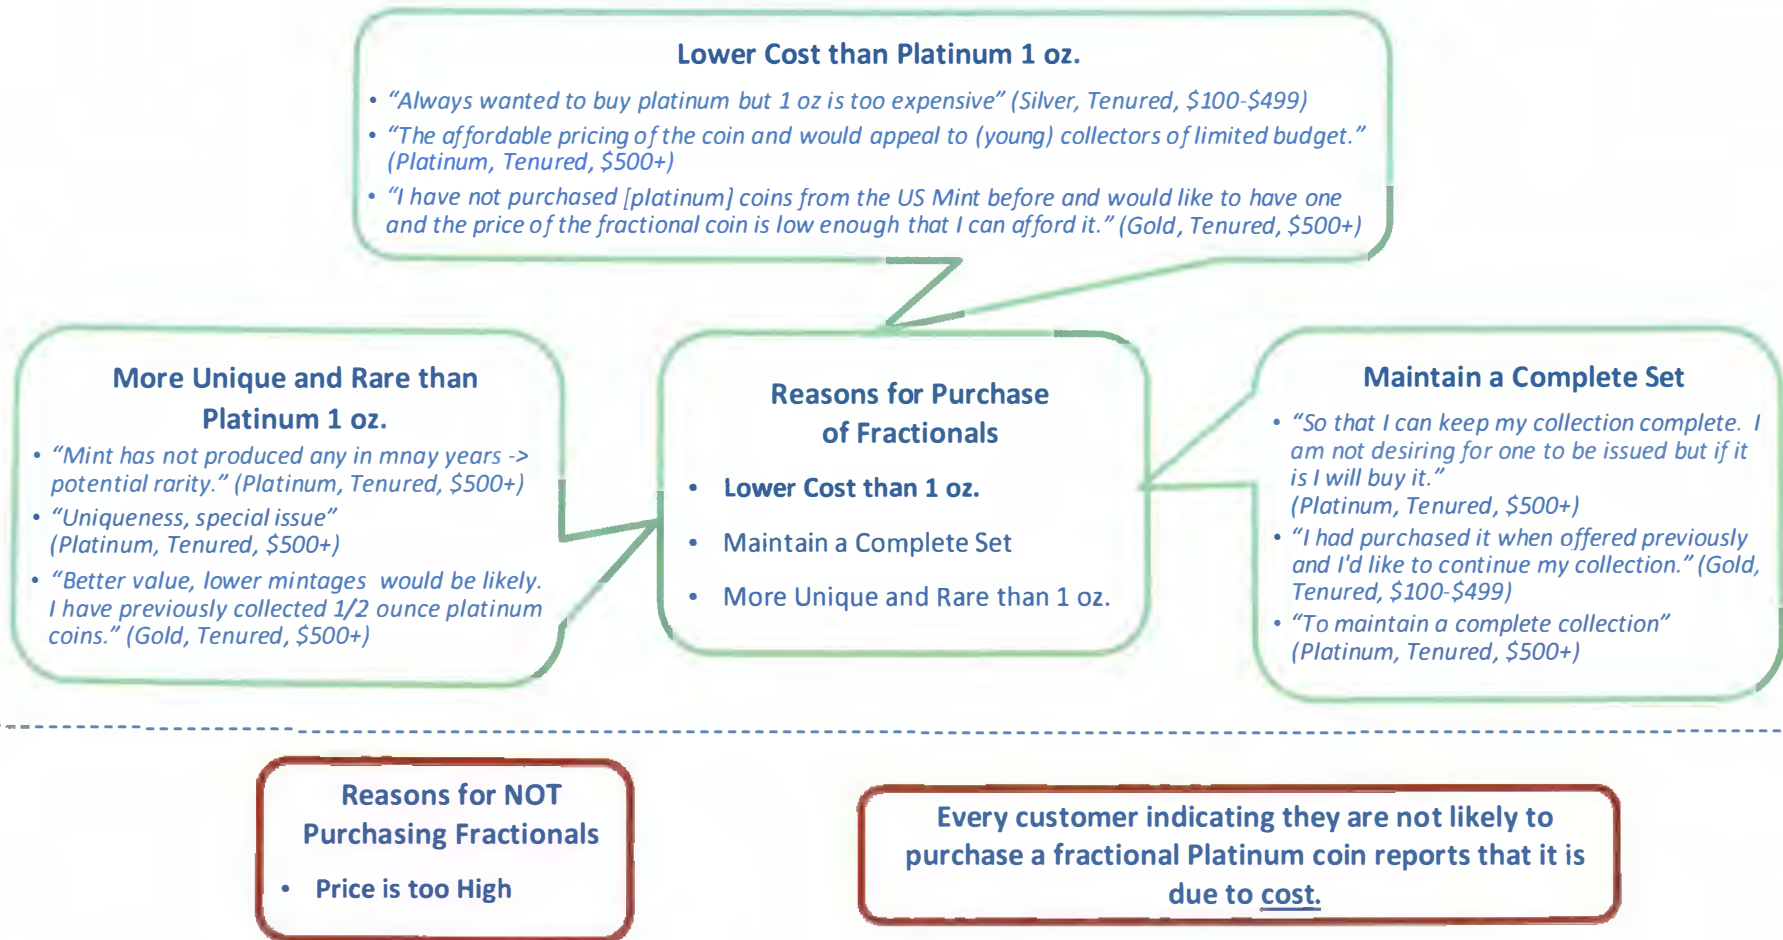 Lower Cost than Platinum 1 oz.
• “Always wanted to buy platinum but 1 oz is too expensive” (Silver, Tenured, $100-$499)
• “The affordable pricing of the coin and would appeal to (young) collectors of limited budget.”
(Platinum, Tenured, $500+)
• “I have not purchased [platinum] coins from the US Mint before and would like to have one
and the price of the fractional coin is low enough that I can afford it.” (Gold, Tenured, $500+)
More Unique and Rare than
Platinum 1 oz.
• “Mint has not produced any in mnay years ->
potential rarity.” (Platinum, Tenured, $500+)
• “Uniqueness, special issue”
(Platinum, Tenured, $500+)
• “Better value, lower mintages would be likely.
I have previously collected 1/2 ounce platinum
coins.” (Gold, Tenured, $500+)
Reasons for Purchase
of Fractionals
• Lower Cost than 1 oz.
• Maintain a Complete Set
• More Unique and Rare than 1 oz.
Maintain a Complete Set
• “So that I can keep my collection complete. I
am not desiring for one to be issued but if it
is I will buy it.”
(Platinum, Tenured, $500+)
• “I had purchased it when offered previously
and I'd like to continue my collection.” (Gold,
Tenured, $100-$499)
• “To maintain a complete collection”
(Platinum, Tenured, $500+)
Reasons for NOT
Purchasing Fractionals
• Price is too High
Every customer indicating they are not likely to
purchase a fractional Platinum coin reports that it is
due to cost.